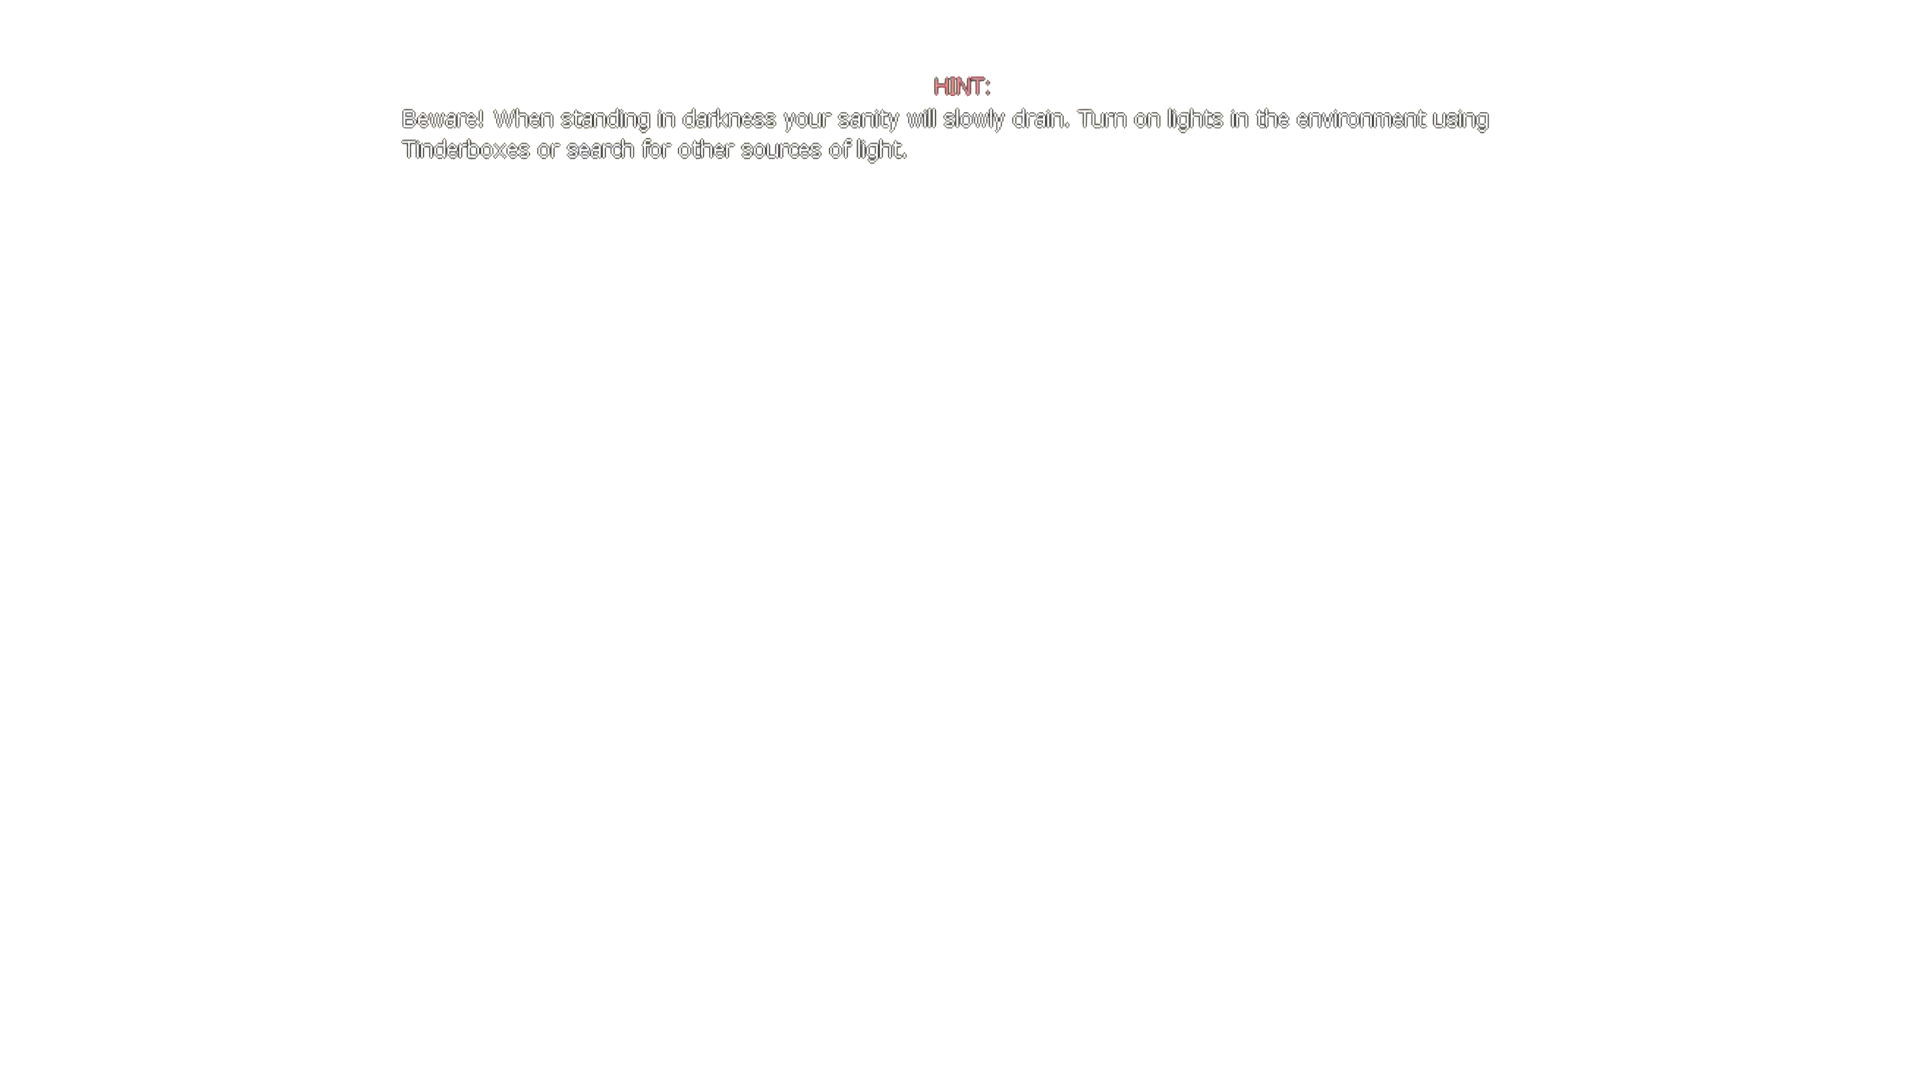 HINT:
Beware! When standing in darkness your sanity will slowly drain. Turn on lights in the environment using
Tinderboxes or search for other sources of light.